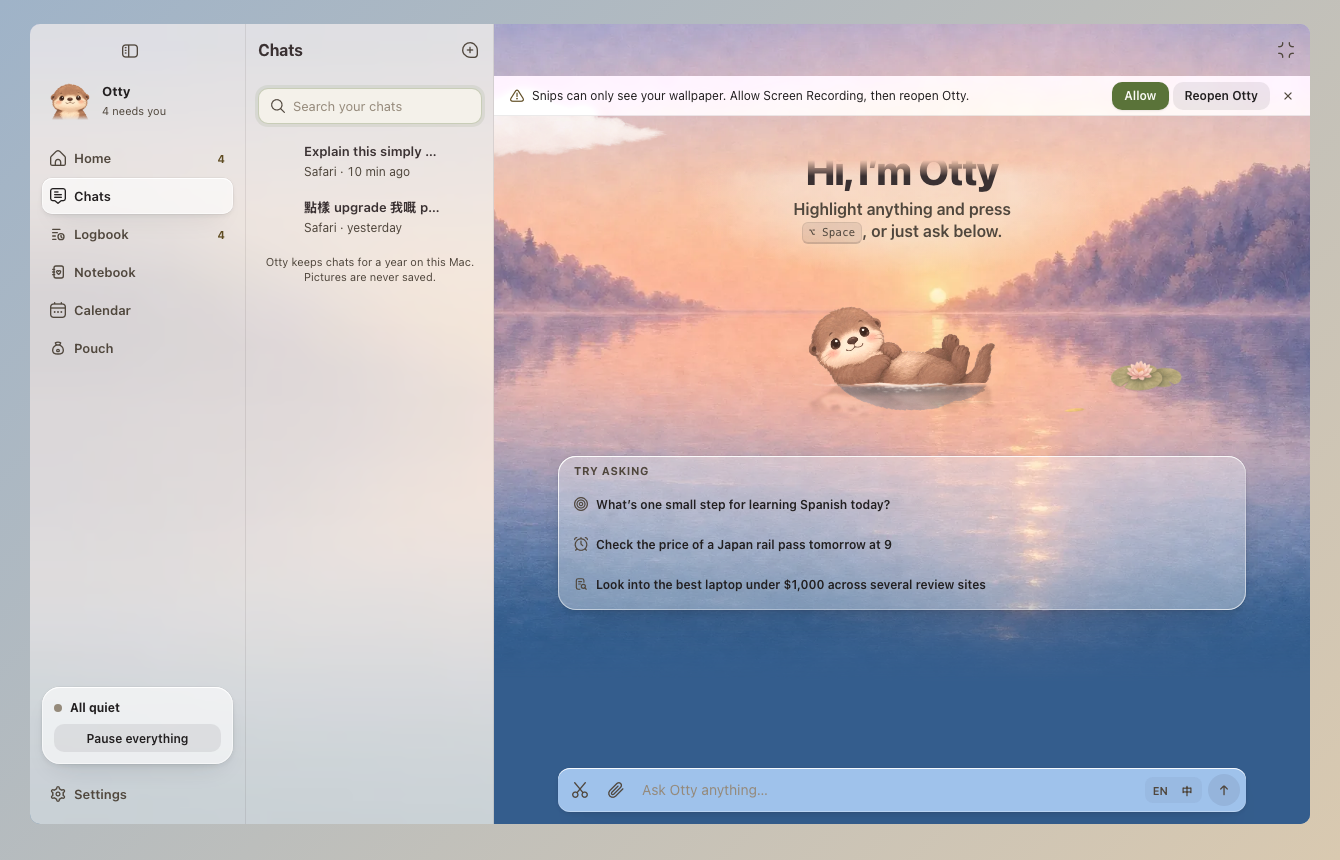 Chats
Otty
4 needs you
Home 4
Chats
Logbook 4
Notebook
Calendar
Pouch
All quiet
Pause everything
Settings
Search your chats
Explain this simply ...
Safari · 10 min ago
點樣 upgrade 我嘅 p...
Safari · yesterday
Otty keeps chats for a year on this Mac.
Pictures are never saved.
Snips can only see your wallpaper. Allow Screen Recording, then reopen Otty.
Allow
Reopen Otty
Hi, I'm Otty
Highlight anything and press
⌥ Space, or just ask below.
TRY ASKING
What's one small step for learning Spanish today?
Check the price of a Japan rail pass tomorrow at 9
Look into the best laptop under $1,000 across several review sites
Ask Otty anything...
EN 中